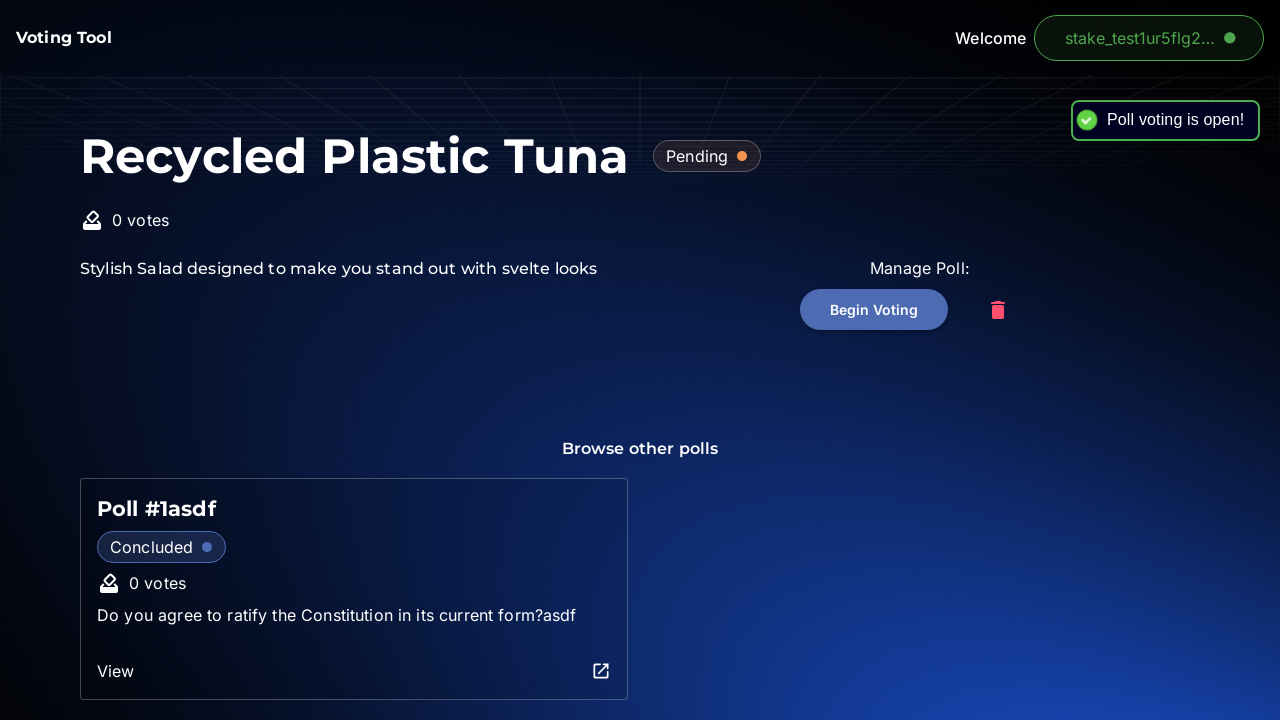 Voting Tool
Welcome
stake_test1ur5flg2...
Poll voting is open!
Recycled Plastic Tuna
Pending
0 votes
Stylish Salad designed to make you stand out with svelte looks
Manage Poll:
Begin Voting
Browse other polls
Poll #1asdf
Concluded
0 votes
Do you agree to ratify the Constitution in its current form?asdf
View